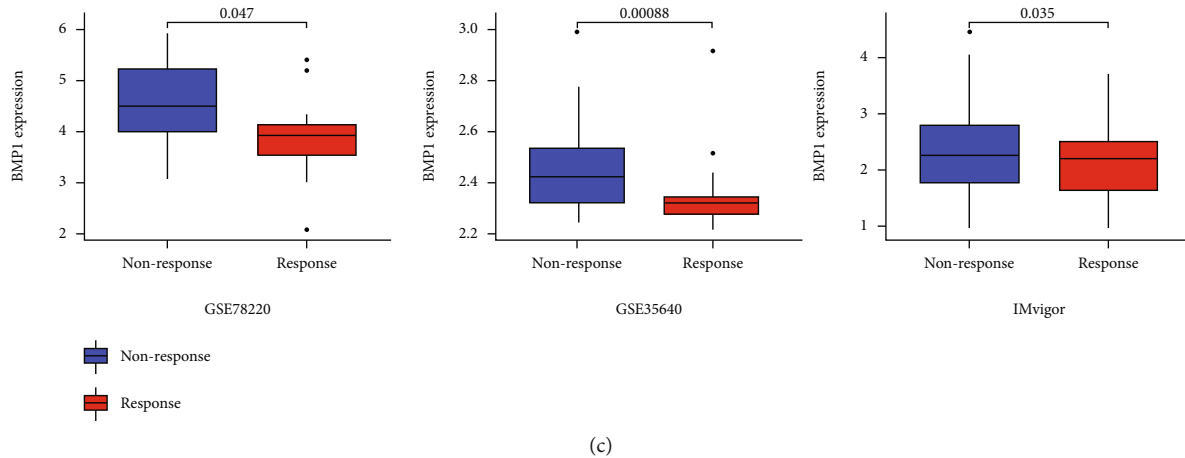 0.047
6
5
4
3
2
BMP1 expression
Non-response
Response
GSE78220
0.00088
3.0
2.8
2.6
2.4
2.2
BMP1 expression
Non-response
Response
GSE35640
0.035
4
3
2
1
BMP1 expression
Non-response
Response
IMvigor
Non-response
Response
(c)